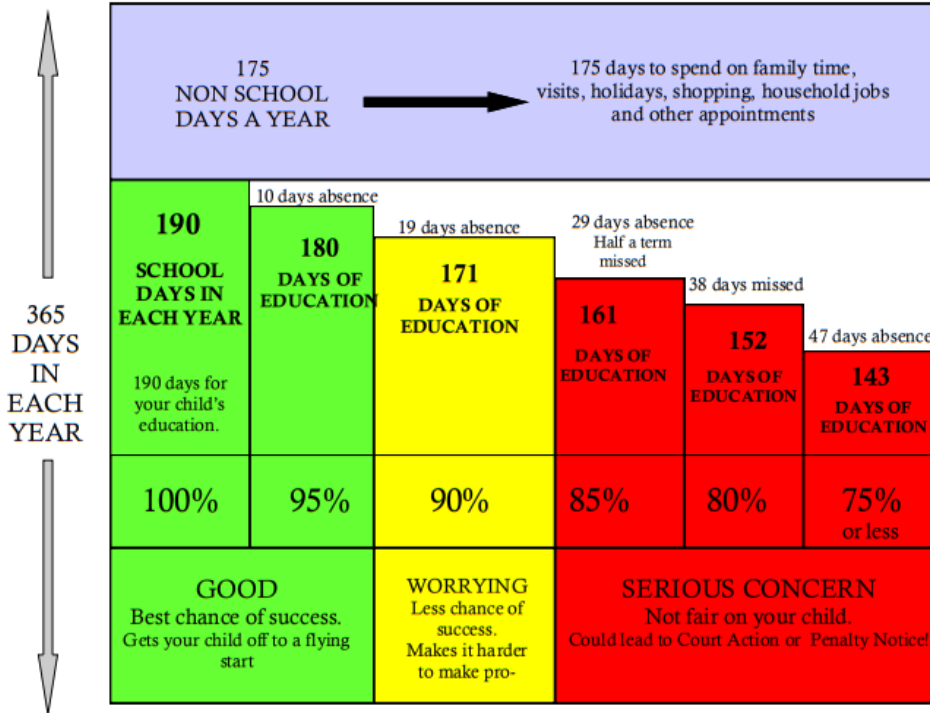 175
NON SCHOOL
DAYS A YEAR
175 days to spend on family time,
visits, holidays, shopping, household jobs
and other appointments
365
DAYS
IN
EACH
YEAR
190
SCHOOL
DAYS IN
EACH YEAR
190 days for
your child's
education.
10 days absence
180
DAYS OF
EDUCATION
19 days absence
171
DAYS OF
EDUCATION
29 days absence
Half a term
missed
161
DAYS OF
EDUCATION
38 days missed
152
DAYS OF
EDUCATION
47 days absence
143
DAYS OF
EDUCATION
100%
95%
90%
85%
80%
75%
or less
GOOD
Best chance of success.
Gets your child off to a flying
start
WORRYING
Less chance of
success.
Makes it harder
to make pro-
SERIOUS CONCERN
Not fair on your child.
Could lead to Court Action or Penalty Notice!